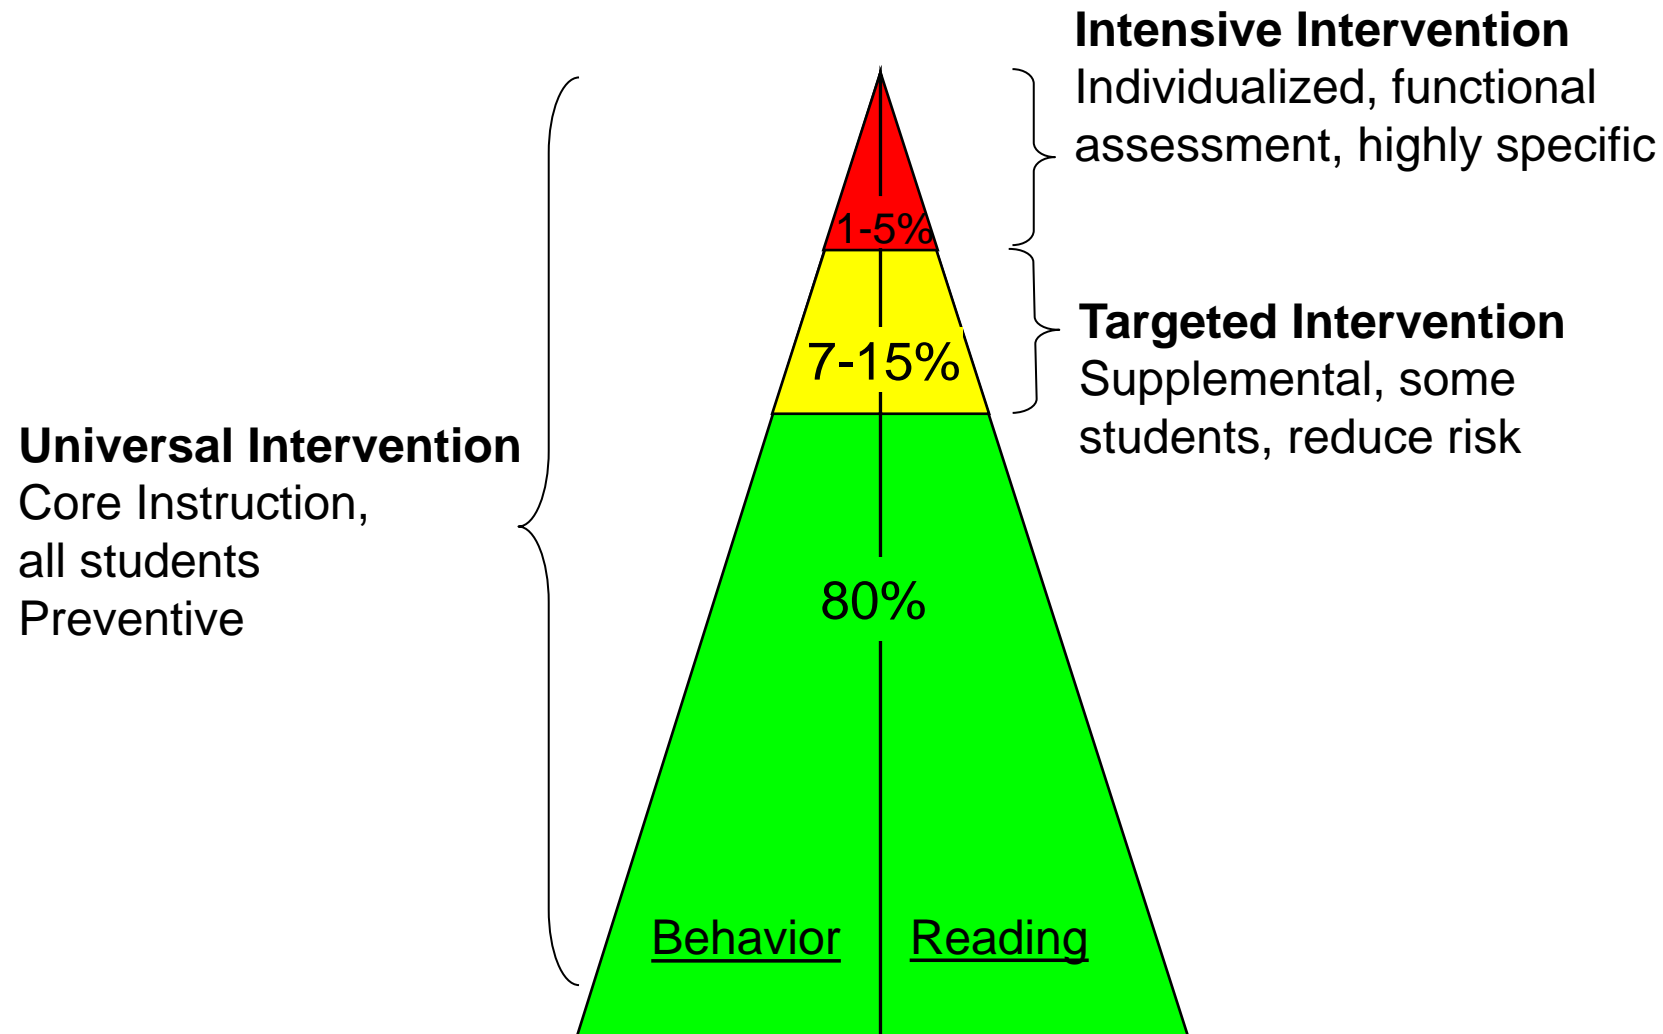 Intensive Intervention
Individualized, functional
assessment, highly specific
1-5%
Targeted Intervention
Supplemental, some
students, reduce risk
7-15%
Universal Intervention
Core Instruction,
all students
Preventive
80%
Behavior
Reading